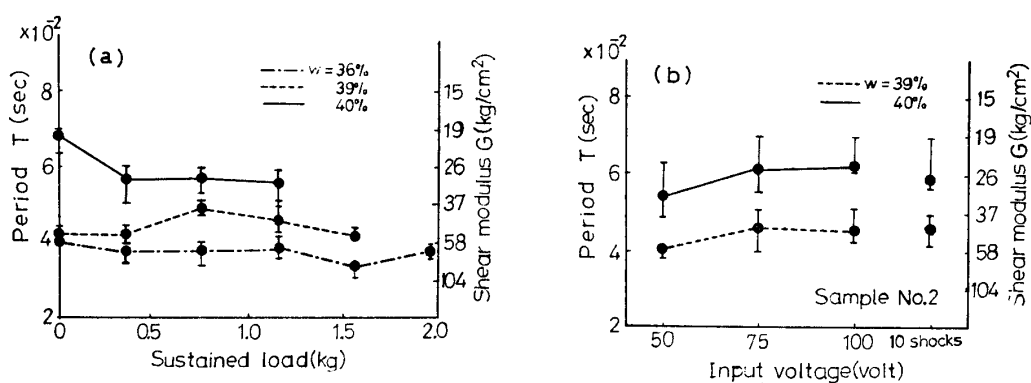 ×10⁻²
8
6
4
2
Period T (sec)
(a)
w=36%
39%
40%
15
19
26
37
58
104
Shear modulus G (kg/cm²)
0
0.5
1.0
1.5
2.0
Sustained load(kg)
×10⁻²
8
6
4
2
Period T (sec)
(b)
w=39%
40%
15
19
26
37
58
104
Shear modulus G (kg/cm²)
Sample No.2
50
75
100
10 shocks
Input voltage(volt)